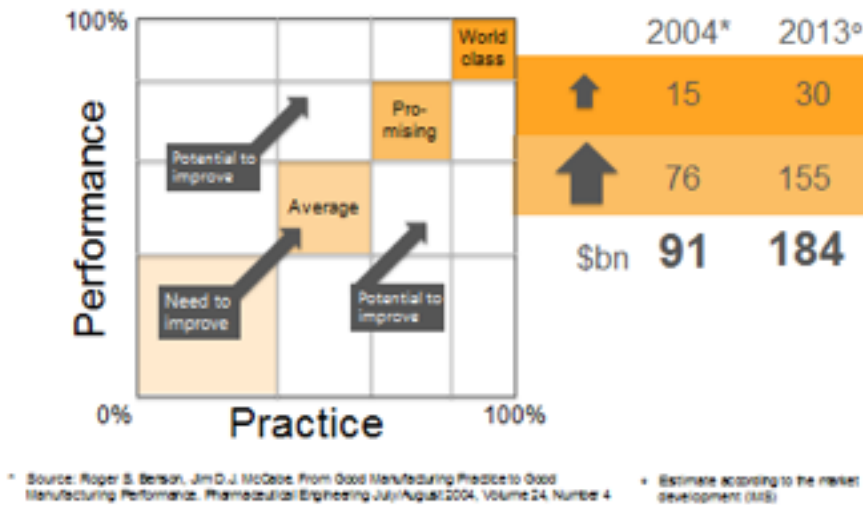 100%
World
class
2004* 2013°
Pro-
mising
15 30
Potential to
improve
76 155
Average
$bn 91 184
Need to
improve
Potential to
improve
Performance
0% Practice 100%
* Source: Roger S. Benson, Jim D.J. McCabe, From Good Manufacturing Practice to Good
Manufacturing Performance, Pharmaceutical Engineering July/August 2004, Volume 24, Number 4
° Estimate according to the market
development (IMS)